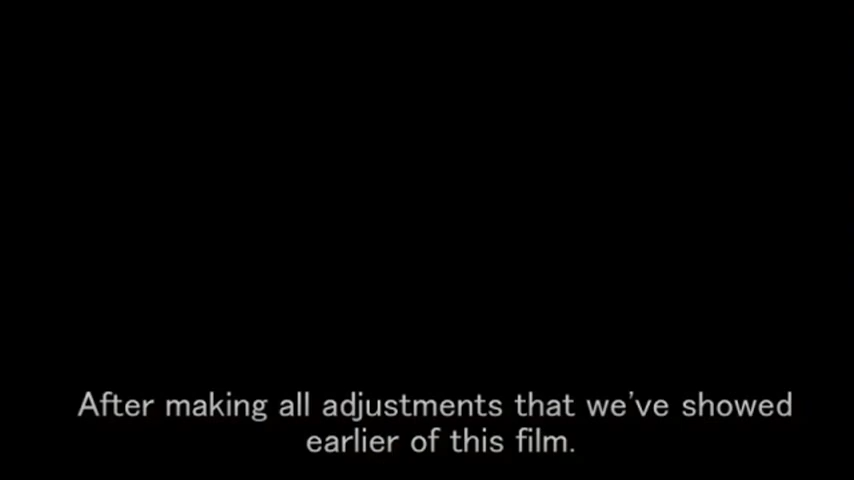 After making all adjustments that we've showed
earlier of this film.